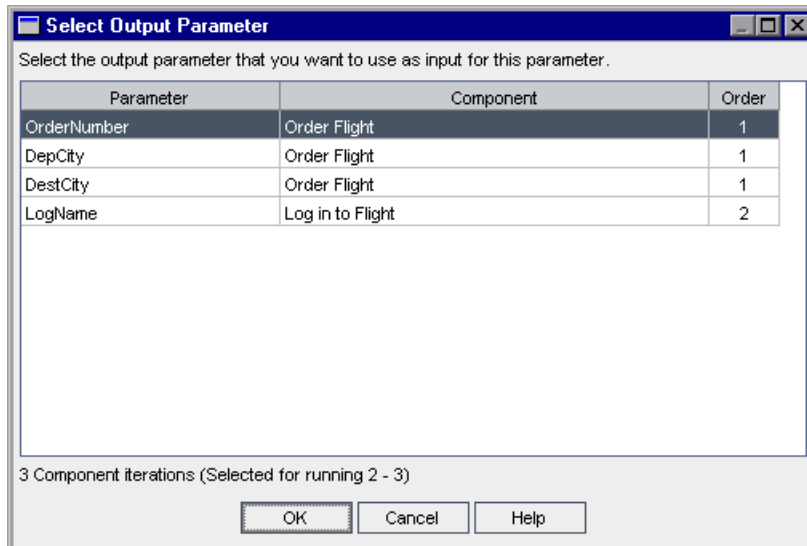 Select Output Parameter
Select the output parameter that you want to use as input for this parameter.
Parameter Component Order
OrderNumber Order Flight 1
DepCity Order Flight 1
DestCity Order Flight 1
LogName Log in to Flight 2
3 Component iterations (Selected for running 2 - 3)
OK Cancel Help